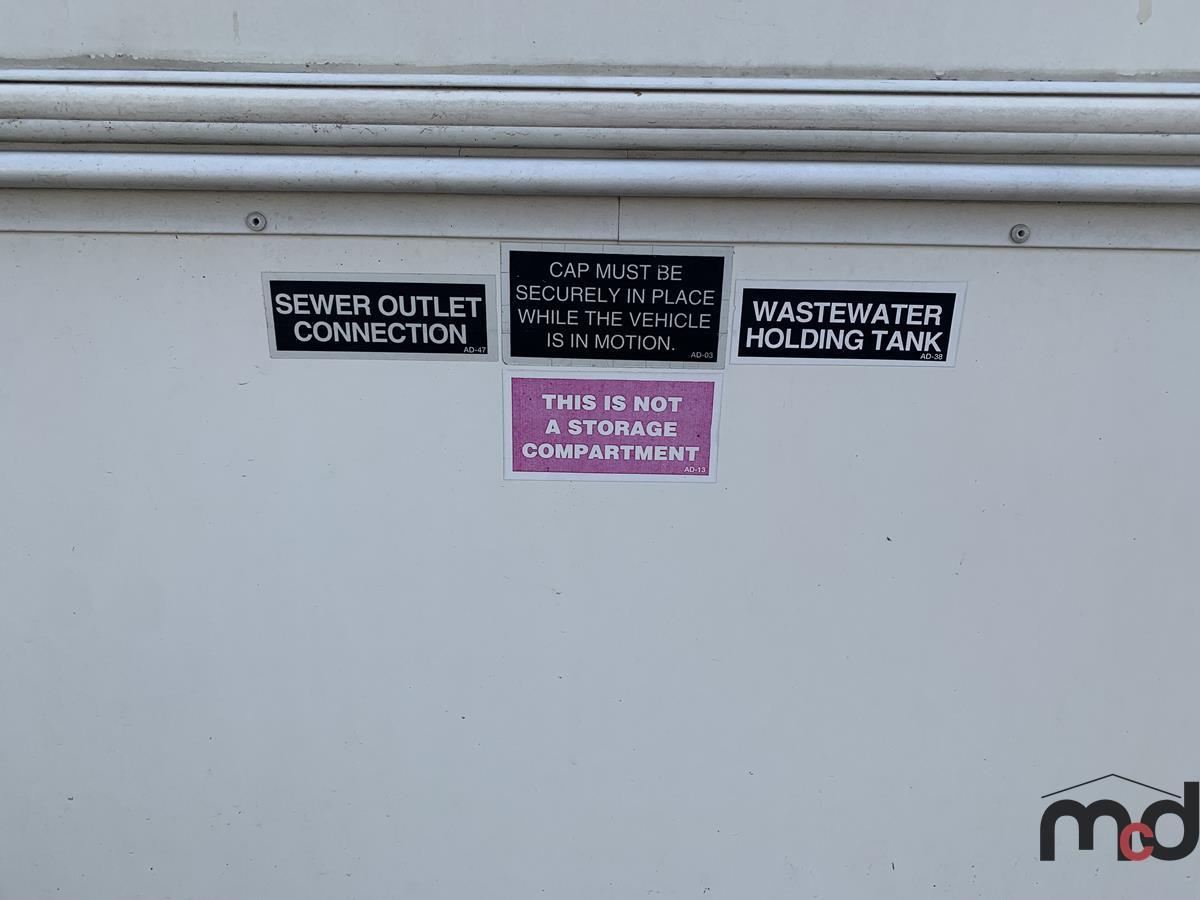 SEWER OUTLET
CONNECTION
AD-47
CAP MUST BE
SECURELY IN PLACE
WHILE THE VEHICLE
IS IN MOTION.
AD-03
WASTEWATER
HOLDING TANK
AD-38
THIS IS NOT
A STORAGE
COMPARTMENT
AD-13
mcd